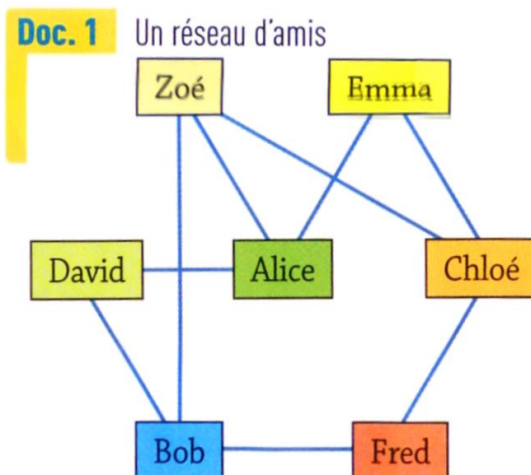 Doc. 1 Un réseau d'amis
Zoé Emma
David Alice Chloé
Bob Fred